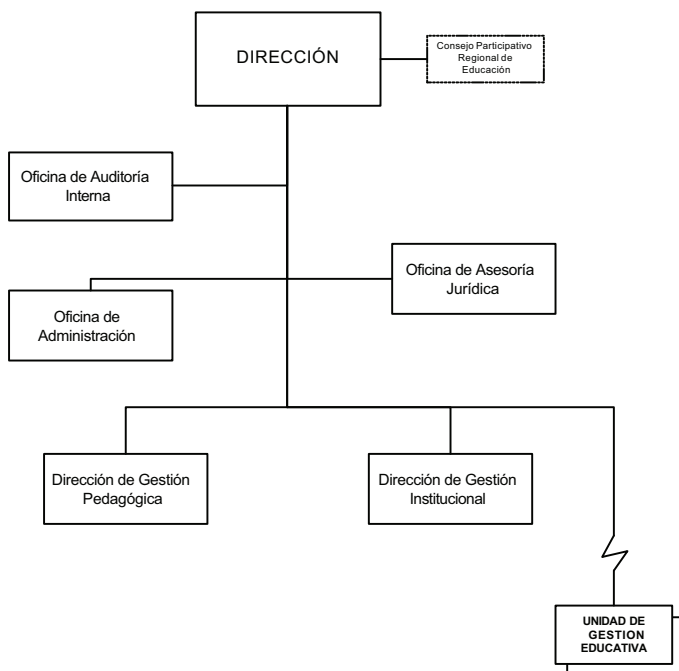 DIRECCIÓN
Consejo Participativo
Regional de
Educación
Oficina de Auditoría
Interna
Oficina de Asesoría
Jurídica
Oficina de
Administración
Dirección de Gestión
Pedagógica
Dirección de Gestión
Institucional
UNIDAD DE
GESTION
EDUCATIVA